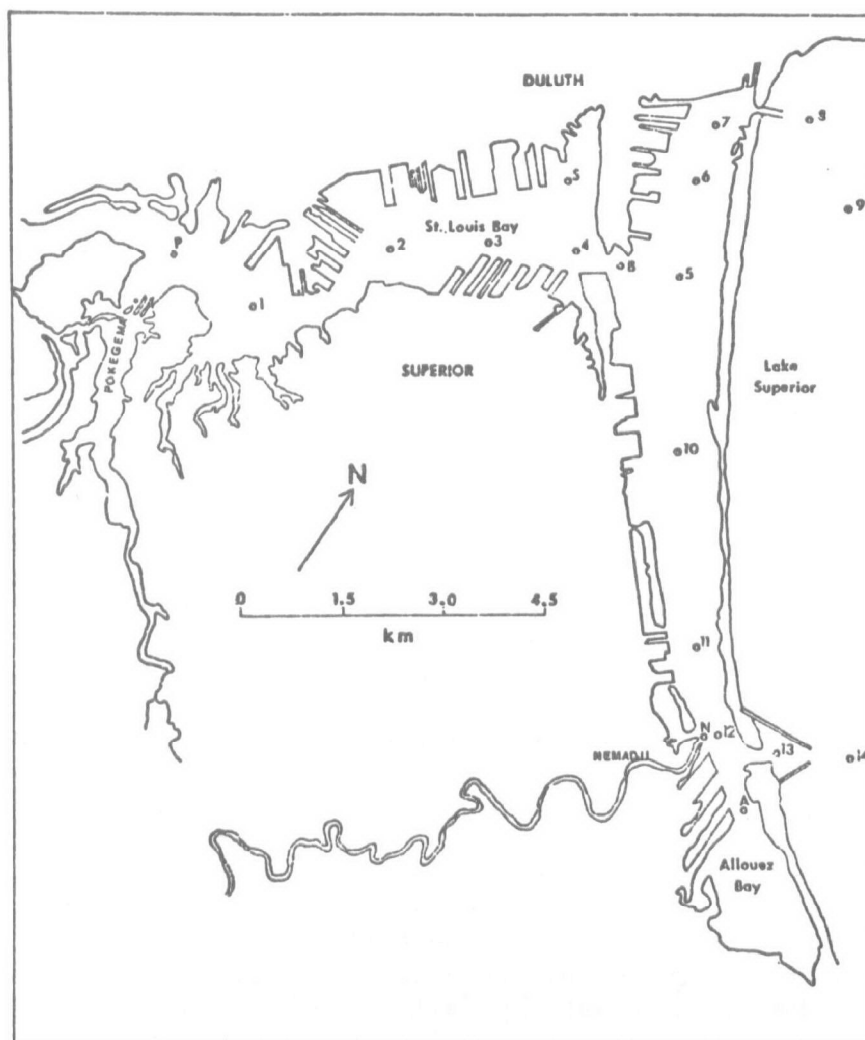 DULUTH
7
8
S
6
9
P
2
St. Louis Bay
3
4
B
5
1
POKEGEMA
SUPERIOR
Lake
Superior
10
N
0 1.5 3.0 4.5
km
11
N
12
NEMADJI
13
14
A
Allouez
Bay